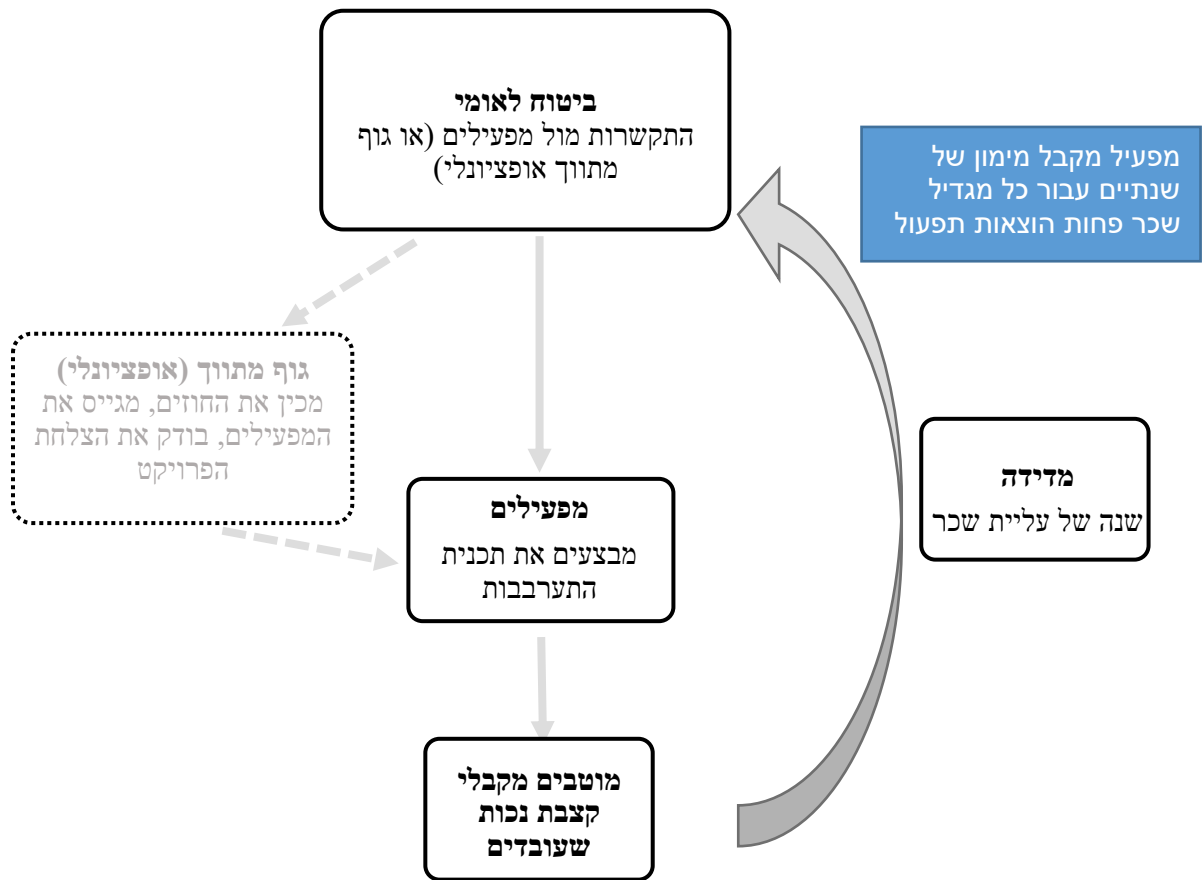 ביטוח לאומי
התקשרות מול מפעילים (או גוף
מתווך אופציונלי)
מפעיל מקבל מימון של
שנתיים עבור כל מגדיל
שכר פחות הוצאות תפעול
גוף מתווך (אופציונלי)
מכין את החוזים, מגייס את
המפעילים, בודק את הצלחת
הפרויקט
מדידה
שנה של עליית שכר
מפעילים
מבצעים את תכנית
התערבבות
מוטבים מקבלי
קצבת נכות
שעובדים